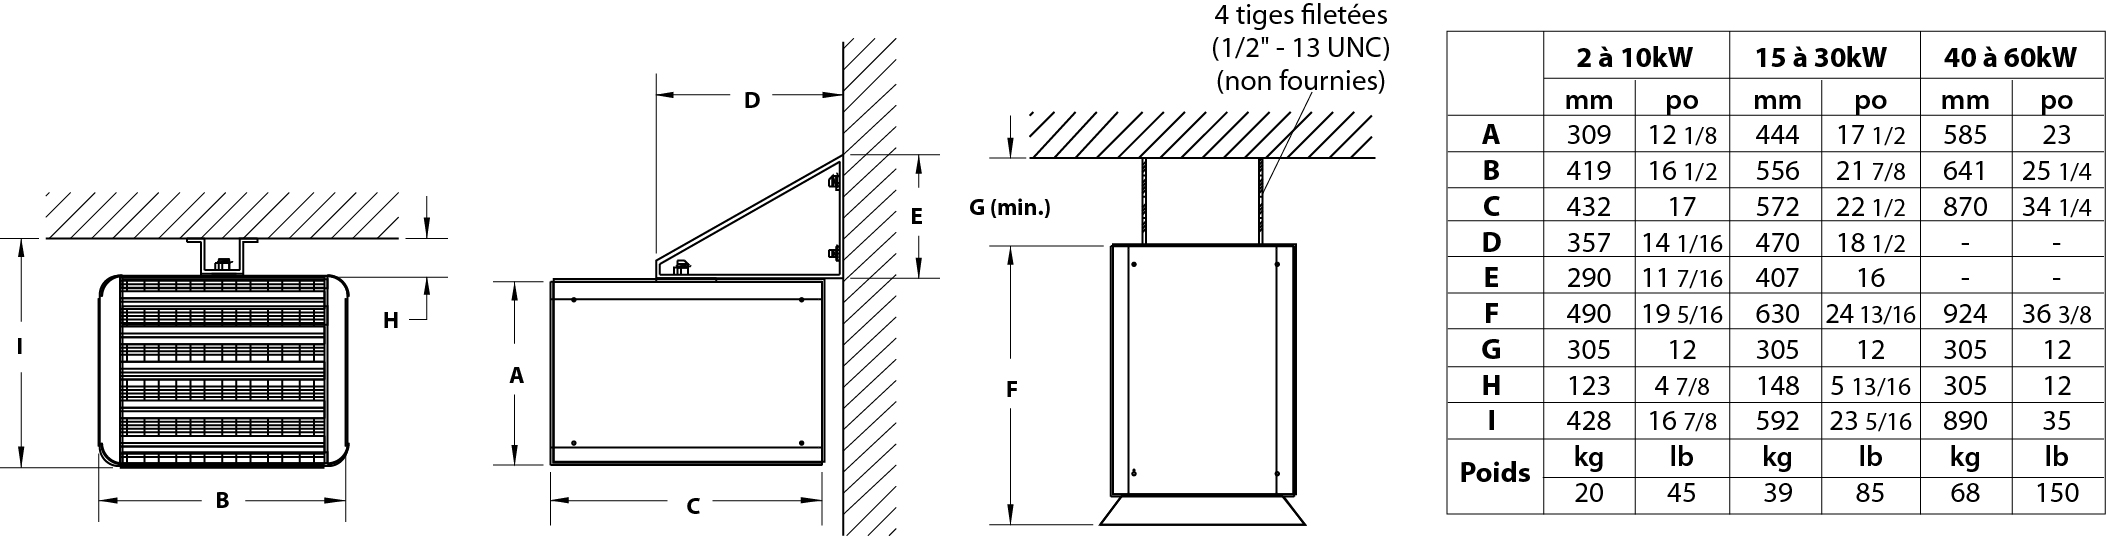 4 tiges filetées
(1/2" - 13 UNC)
(non fournies)
D
E
G (min.)
H
I
A
F
B
C
2 à 10kW 15 à 30kW 40 à 60kW
mm po mm po mm po
A 309 12 1/8 444 17 1/2 585 23
B 419 16 1/2 556 21 7/8 641 25 1/4
C 432 17 572 22 1/2 870 34 1/4
D 357 14 1/16 470 18 1/2 - -
E 290 11 7/16 407 16 - -
F 490 19 5/16 630 24 13/16 924 36 3/8
G 305 12 305 12 305 12
H 123 4 7/8 148 5 13/16 305 12
I 428 16 7/8 592 23 5/16 890 35
Poids kg lb kg lb kg lb
20 45 39 85 68 150